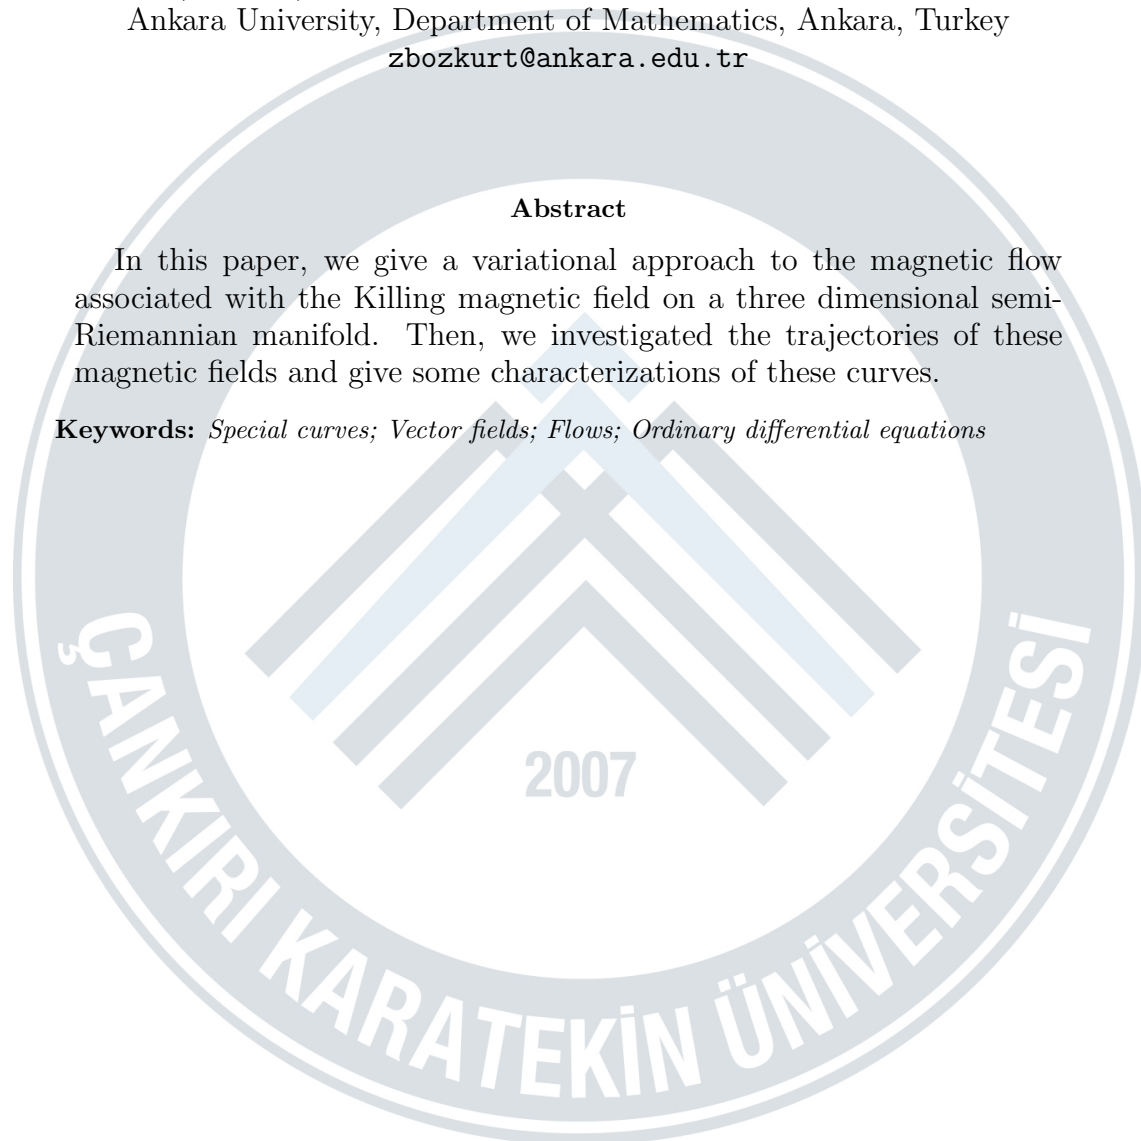 Ankara University, Department of Mathematics, Ankara, Turkey
zbozkurt@ankara.edu.tr
Abstract
In this paper, we give a variational approach to the magnetic flow
associated with the Killing magnetic field on a three dimensional semi-
Riemannian manifold. Then, we investigated the trajectories of these
magnetic fields and give some characterizations of these curves.
Keywords: Special curves; Vector fields; Flows; Ordinary differential equations
2007
ÇANKIRI KARATEKİN ÜNİVERSİTESİ